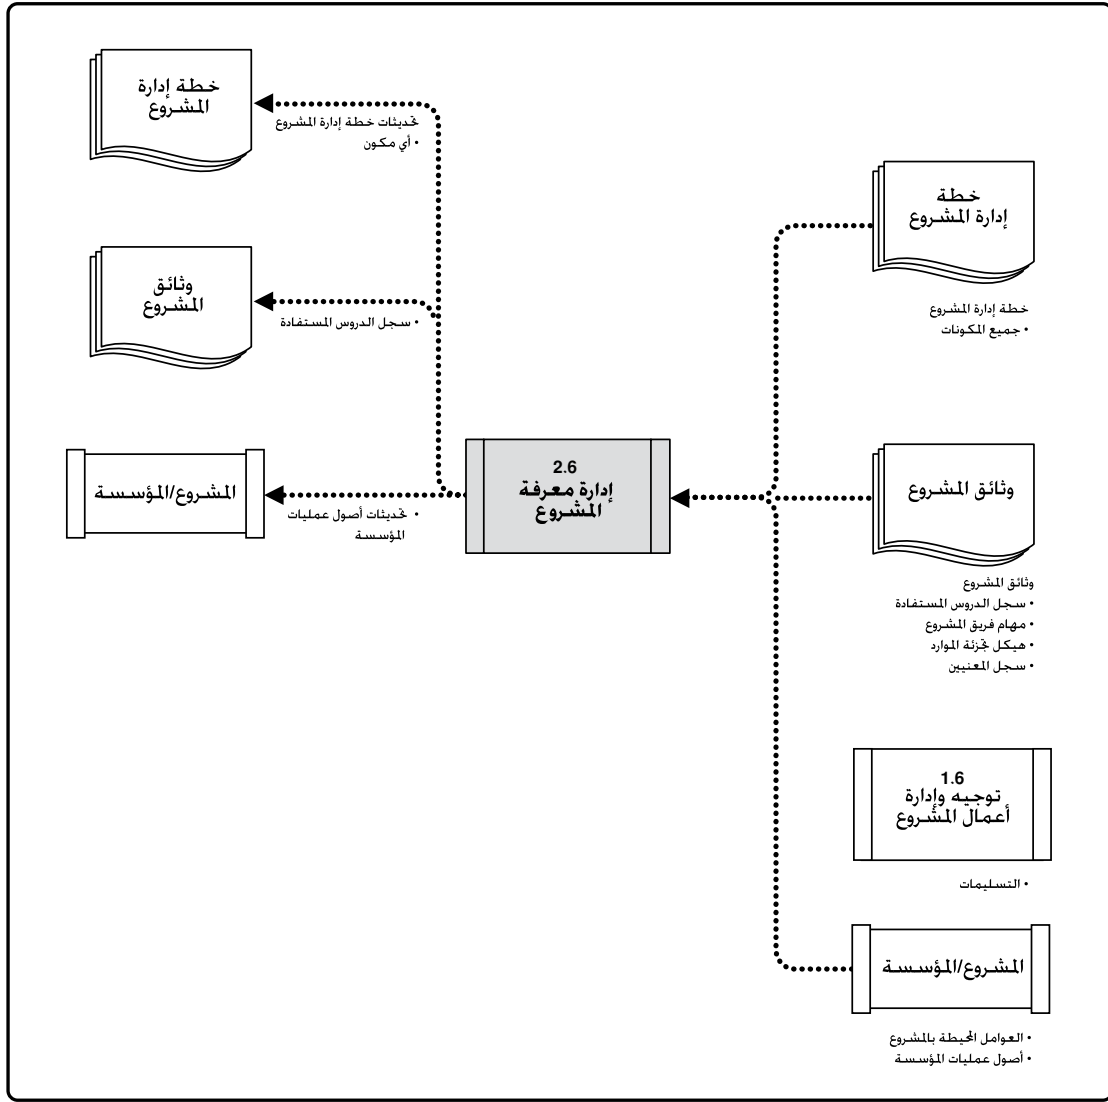 خطة
إدارة المشروع
خطة إدارة المشروع
• جميع المكونات
وثائق المشروع
وثائق المشروع
• سجل الدروس المستفادة
• مهام فريق المشروع
• هيكل تجزئة الموارد
• سجل المعنيين
1.6
توجيه وإدارة
أعمال المشروع
• التسليمات
المشروع/المؤسسة
• العوامل المحيطة بالمشروع
• أصول عمليات المؤسسة
2.6
إدارة معرفة
المشروع
خطة إدارة
المشروع
تحديثات خطة إدارة المشروع
• أي مكون
وثائق
المشروع
• سجل الدروس المستفادة
المشروع/المؤسسة
• تحديثات أصول عمليات
المؤسسة